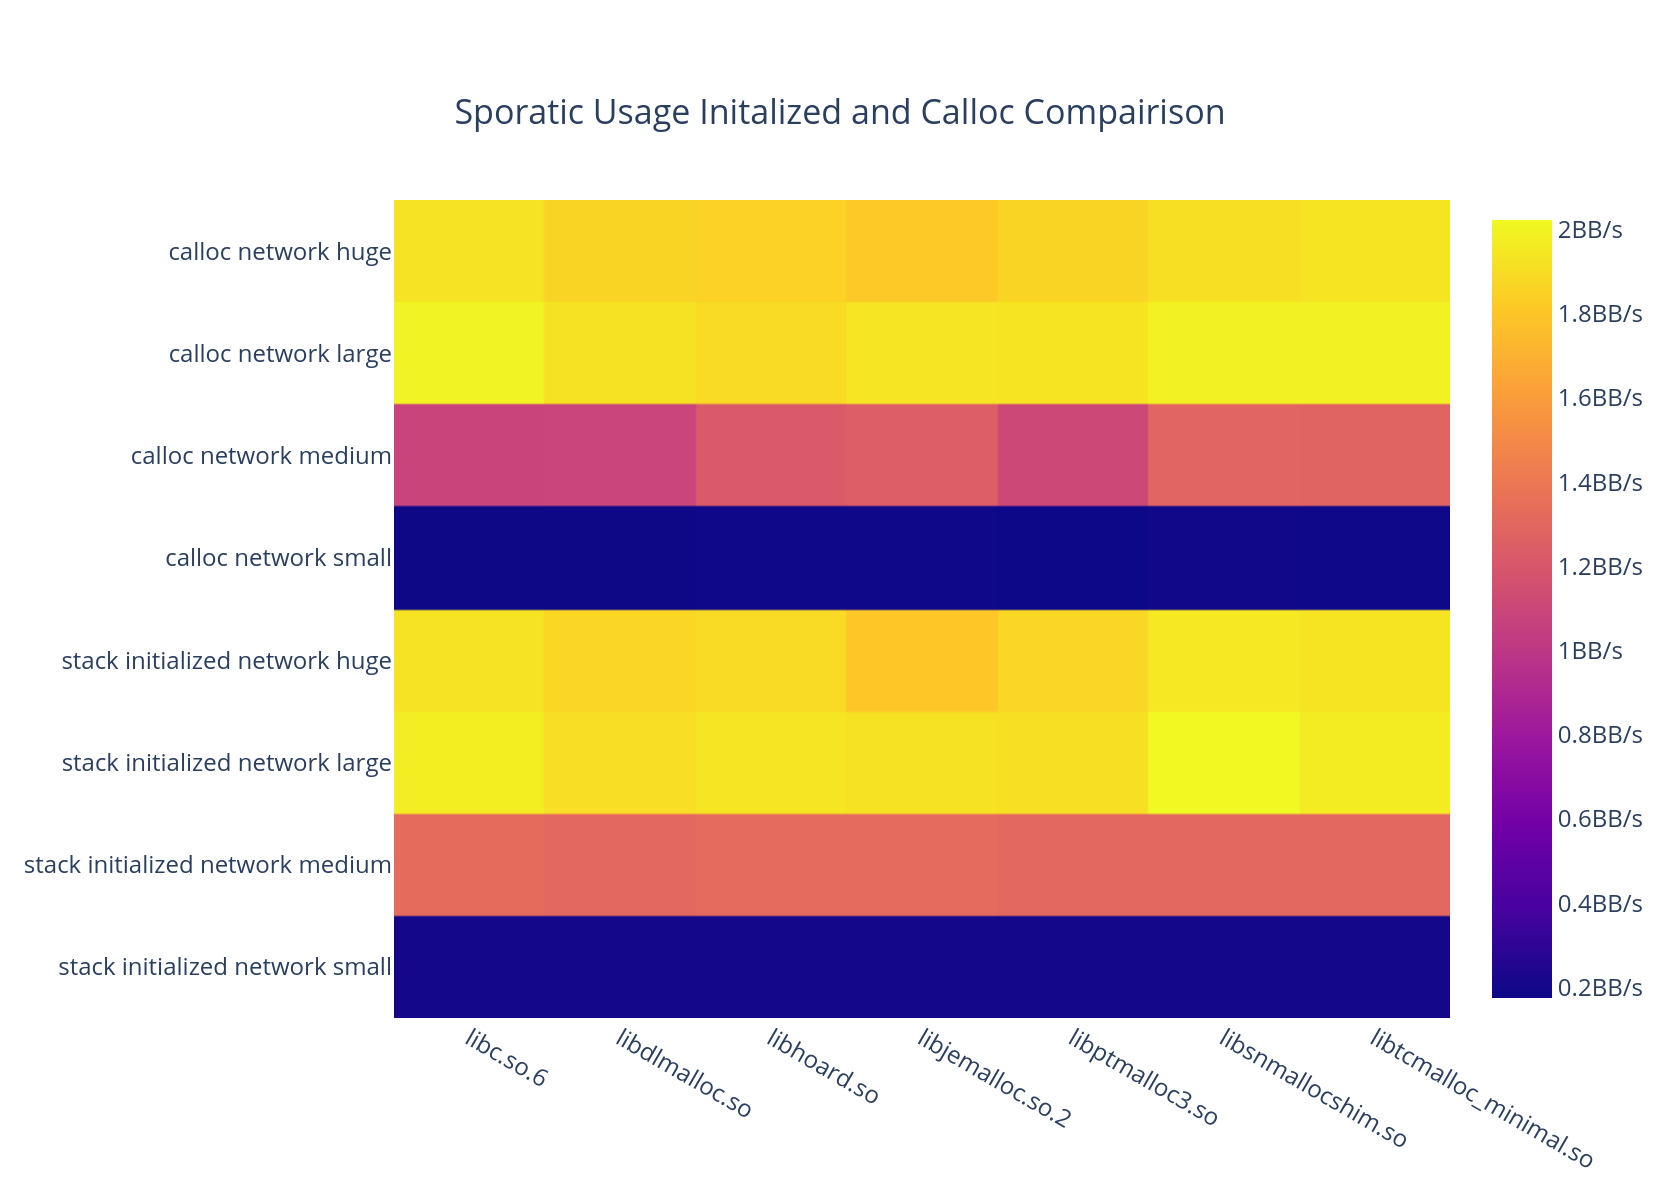 Sporatic Usage Initalized and Calloc Compairison
calloc network huge
calloc network large
calloc network medium
calloc network small
stack initialized network huge
stack initialized network large
stack initialized network medium
stack initialized network small
libc.so.6
libdlmalloc.so
libhoard.so
libjemalloc.so.2
libptmalloc3.so
libsnmallocshim.so
libtcmalloc_minimal.so
2BB/s
1.8BB/s
1.6BB/s
1.4BB/s
1.2BB/s
1BB/s
0.8BB/s
0.6BB/s
0.4BB/s
0.2BB/s